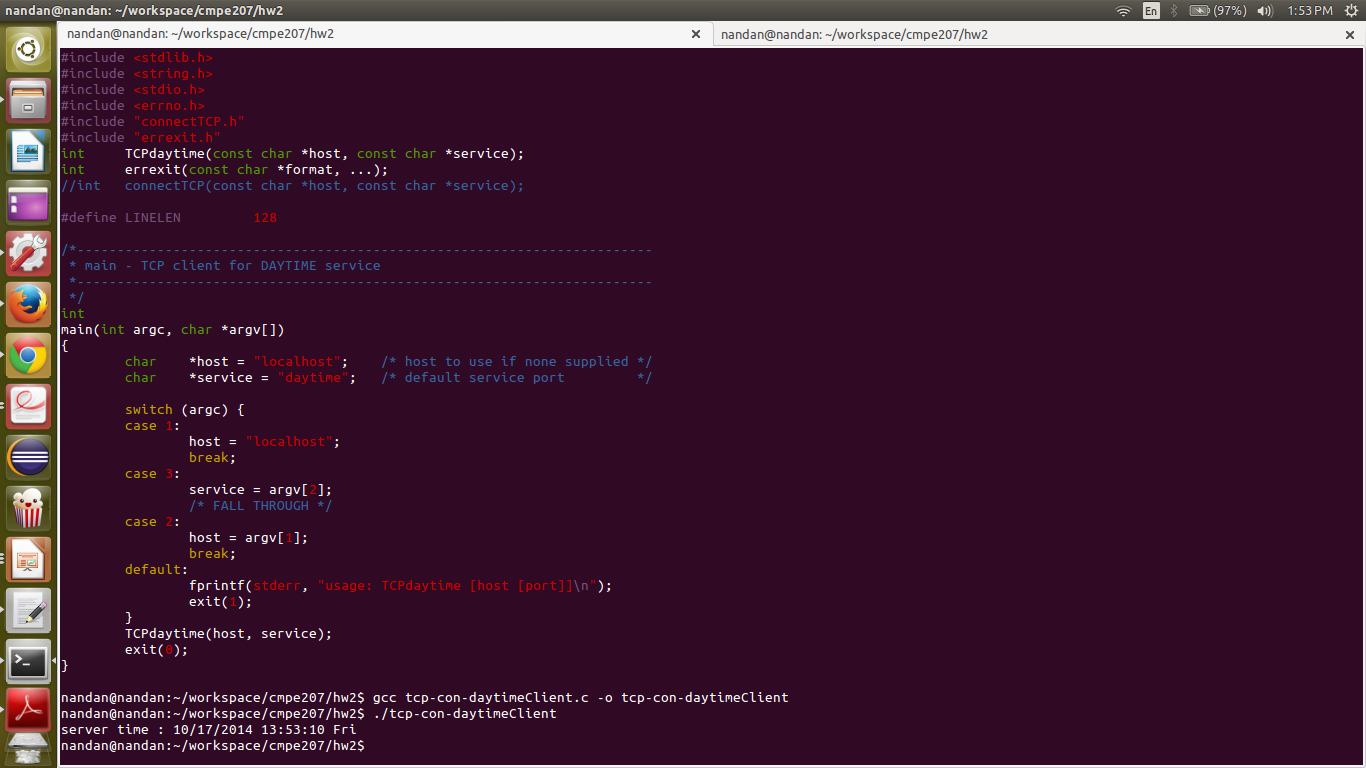 nandan@nandan: ~/workspace/cmpe207/hw2
En
(97%)
1:53 PM
nandan@nandan: ~/workspace/cmpe207/hw2
nandan@nandan: ~/workspace/cmpe207/hw2
#include <stdlib.h>
#include <string.h>
#include <stdio.h>
#include <errno.h>
#include "connectTCP.h"
#include "errexit.h"
int     TCPdaytime(const char *host, const char *service);
int     errexit(const char *format, ...);
//int   connectTCP(const char *host, const char *service);
#define LINELEN         128
/*------------------------------------------------------------------------
 * main - TCP client for DAYTIME service
 *------------------------------------------------------------------------
 */
int
main(int argc, char *argv[])
{
        char    *host = "localhost";    /* host to use if none supplied */
        char    *service = "daytime";   /* default service port         */
        switch (argc) {
        case 1:
                host = "localhost";
                break;
        case 3:
                service = argv[2];
                /* FALL THROUGH */
        case 2:
                host = argv[1];
                break;
        default:
                fprintf(stderr, "usage: TCPdaytime [host [port]]\n");
                exit(1);
        }
        TCPdaytime(host, service);
        exit(0);
}
nandan@nandan:~/workspace/cmpe207/hw2$ gcc tcp-con-daytimeClient.c -o tcp-con-daytimeClient
nandan@nandan:~/workspace/cmpe207/hw2$ ./tcp-con-daytimeClient
server time : 10/17/2014 13:53:10 Fri
nandan@nandan:~/workspace/cmpe207/hw2$